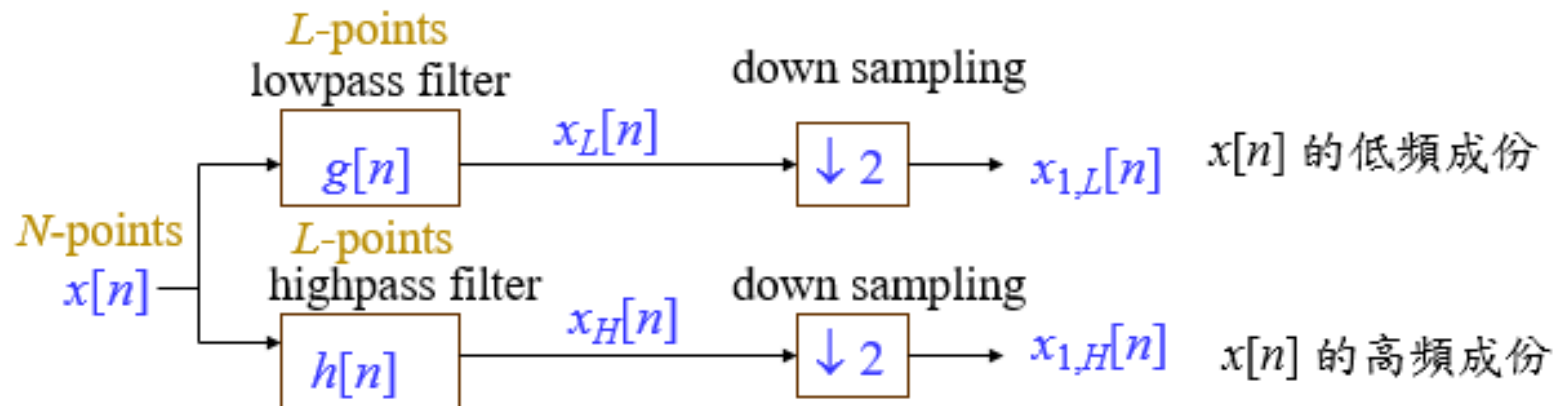 L-points
lowpass filter
g[n]
x_L[n]
down sampling
↓ 2
x_{1,L}[n]
x[n] 的低頻成份
N-points
x[n]
L-points
highpass filter
h[n]
x_H[n]
down sampling
↓ 2
x_{1,H}[n]
x[n] 的高頻成份